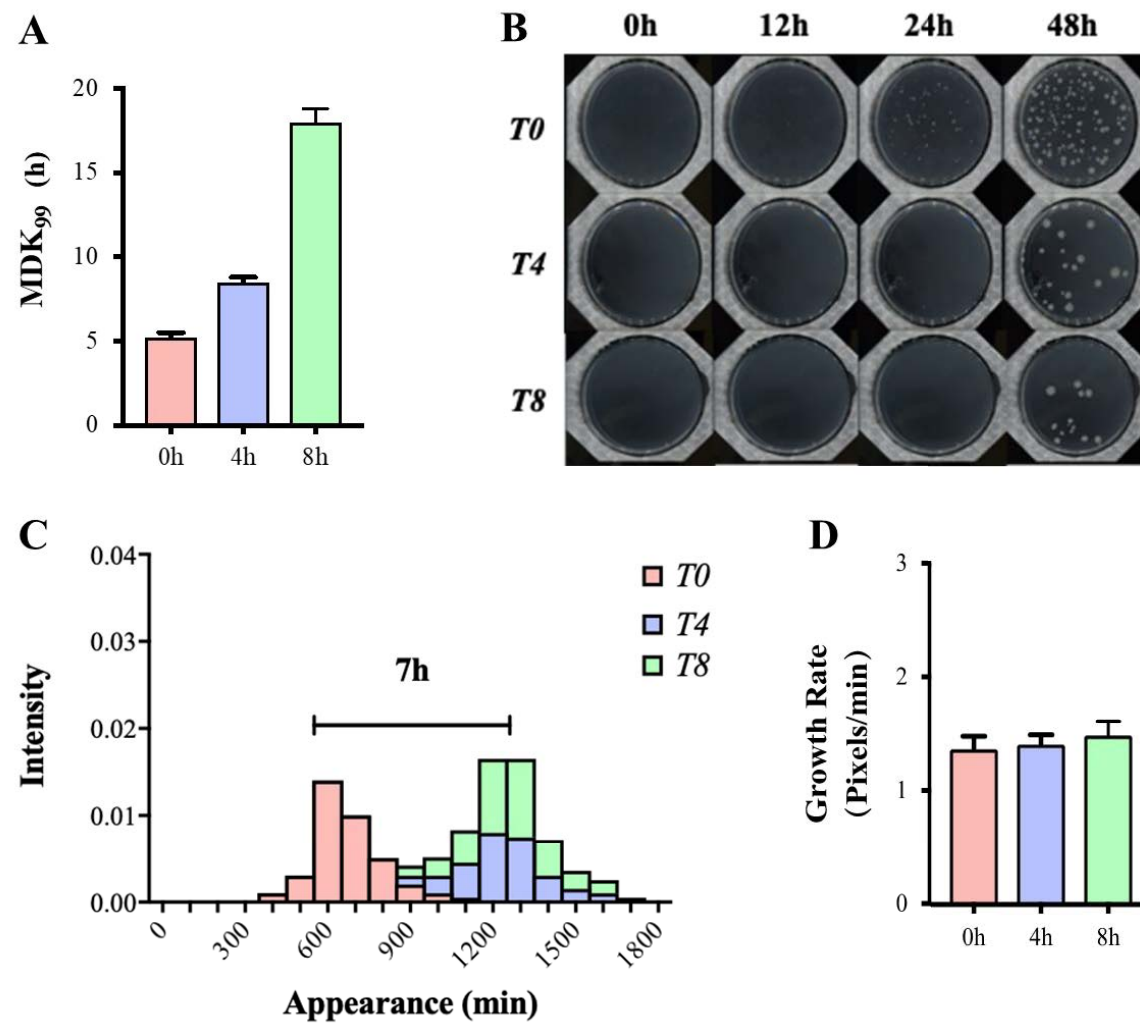 A
MDK99 (h)
20
15
10
5
0
0h 4h 8h
B
0h 12h 24h 48h
T0
T4
T8
C
Intensity
0.04
0.03
0.02
0.01
0.00
7h
T0
T4
T8
0 300 600 900 1200 1500 1800
Appearance (min)
D
Growth Rate
(Pixels/min)
3
2
1
0
0h 4h 8h